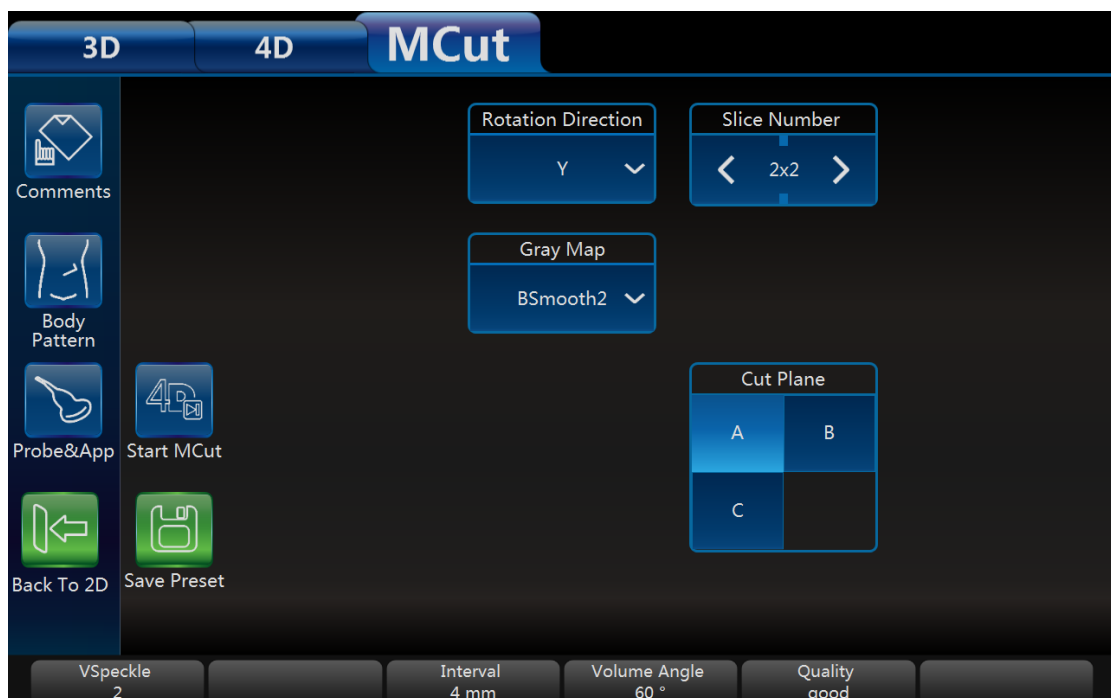 3D
4D
MCut
Rotation Direction
Y
Slice Number
2x2
Comments
Gray Map
BSmooth2
Body
Pattern
Cut Plane
A
B
C
Probe&App
Start MCut
Back To 2D
Save Preset
VSpeckle
2
Interval
4 mm
Volume Angle
60 °
Quality
good